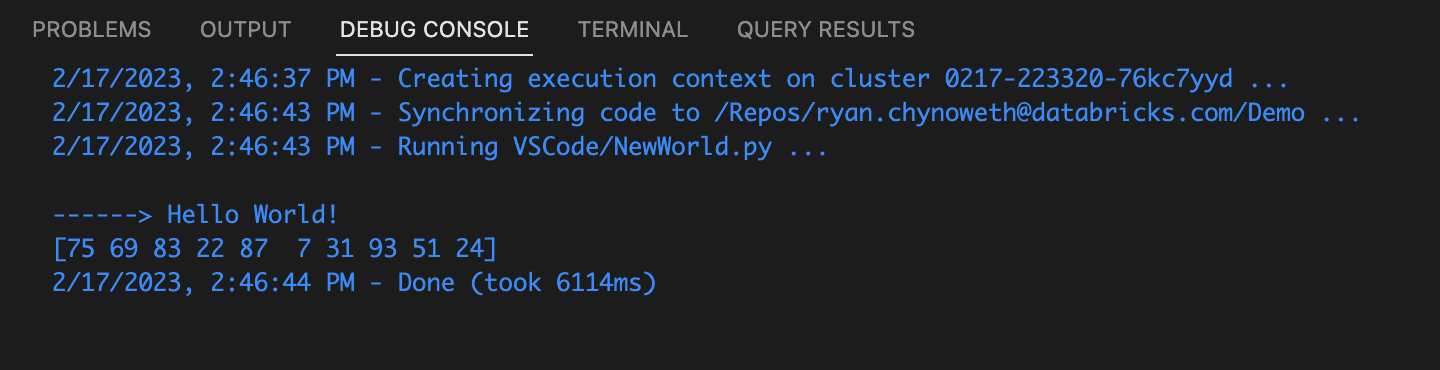 PROBLEMS OUTPUT DEBUG CONSOLE TERMINAL QUERY RESULTS
2/17/2023, 2:46:37 PM - Creating execution context on cluster 0217-223320-76kc7yyd ...
2/17/2023, 2:46:43 PM - Synchronizing code to /Repos/ryan.chynoweth@databricks.com/Demo ...
2/17/2023, 2:46:43 PM - Running VSCode/NewWorld.py ...
------> Hello World!
[75 69 83 22 87  7 31 93 51 24]
2/17/2023, 2:46:44 PM - Done (took 6114ms)